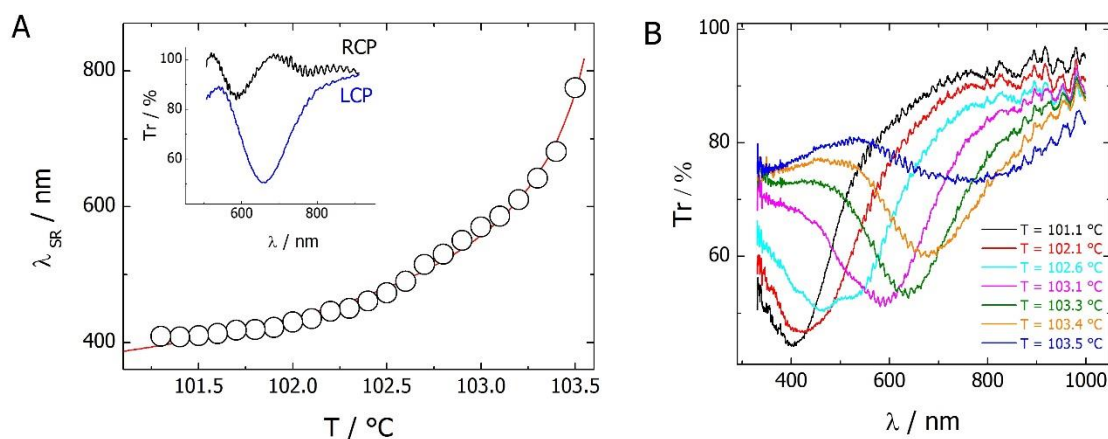 A
λSR / nm
800
600
400
101.5 102.0 102.5 103.0 103.5
T / °C
Tr / %
100
80
60
RCP
LCP
600 800
λ / nm
B
Tr / %
100
80
60
T = 101.1 °C
T = 102.1 °C
T = 102.6 °C
T = 103.1 °C
T = 103.3 °C
T = 103.4 °C
T = 103.5 °C
400 600 800 1000
λ / nm